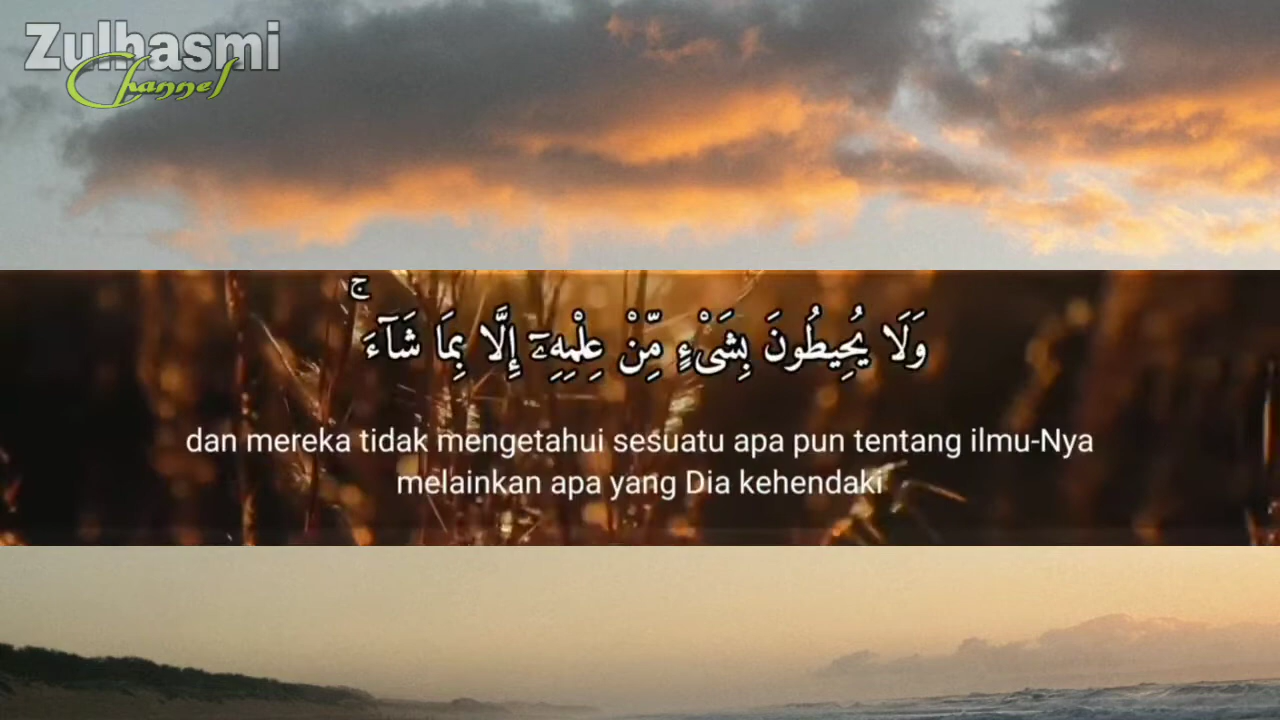 Zulhasmi
Channel
وَلَا يُحِيطُونَ بِشَىْءٍ مِّنْ عِلْمِهِۦٓ إِلَّا بِمَا شَآءَ ۚ
dan mereka tidak mengetahui sesuatu apa pun tentang ilmu-Nya
melainkan apa yang Dia kehendaki